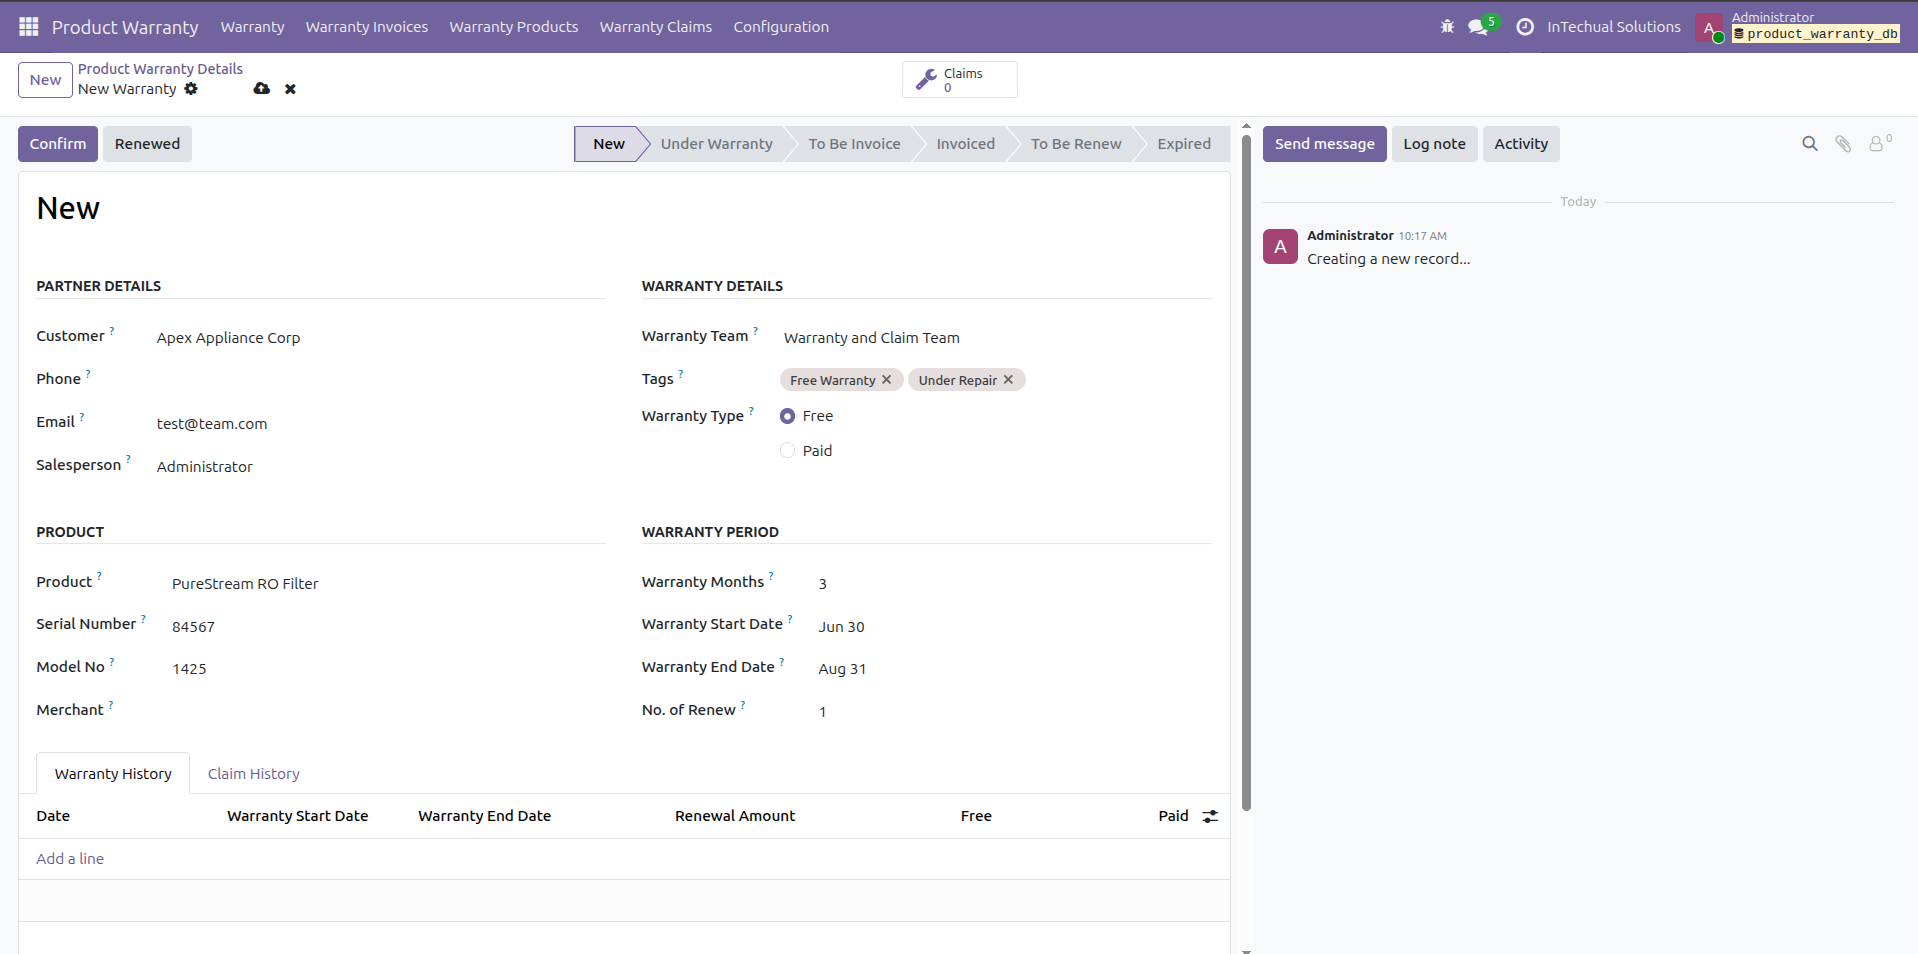 Product Warranty Warranty Warranty Invoices Warranty Products Warranty Claims Configuration 5 InTechual Solutions A Administrator
product_warranty_db
New Product Warranty Details
New Warranty
Claims
0
Confirm Renewed New Under Warranty To Be Invoice Invoiced To Be Renew Expired Send message Log note Activity 0
New
Today
A Administrator 10:17 AM
Creating a new record...
PARTNER DETAILS
Customer ? Apex Appliance Corp
Phone ?
Email ? test@team.com
Salesperson ? Administrator
WARRANTY DETAILS
Warranty Team ? Warranty and Claim Team
Tags ? Free Warranty Under Repair
Warranty Type ? Free
Paid
PRODUCT
Product ? PureStream RO Filter
Serial Number ? 84567
Model No ? 1425
Merchant ?
WARRANTY PERIOD
Warranty Months ? 3
Warranty Start Date ? Jun 30
Warranty End Date ? Aug 31
No. of Renew ? 1
Warranty History Claim History
Date Warranty Start Date Warranty End Date Renewal Amount Free Paid
Add a line